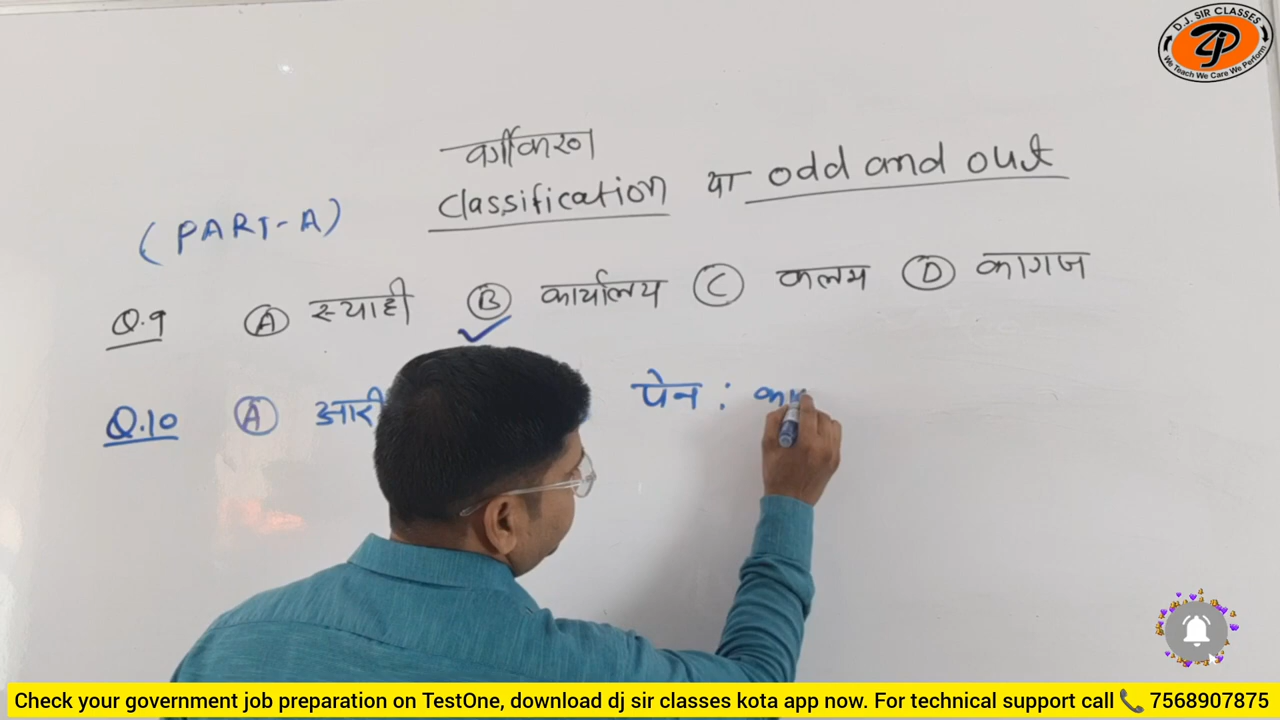 D.J. SIR CLASSES
We Teach We Care We Perform
वर्गीकरण
Classification या odd and out
(PART-A)
Q.9 (A) स्याही (B) कार्यालय (C) कलम (D) कागज
Q.10 (A) आरी पेन :
Check your government job preparation on TestOne, download dj sir classes kota app now. For technical support call 📞 7568907875